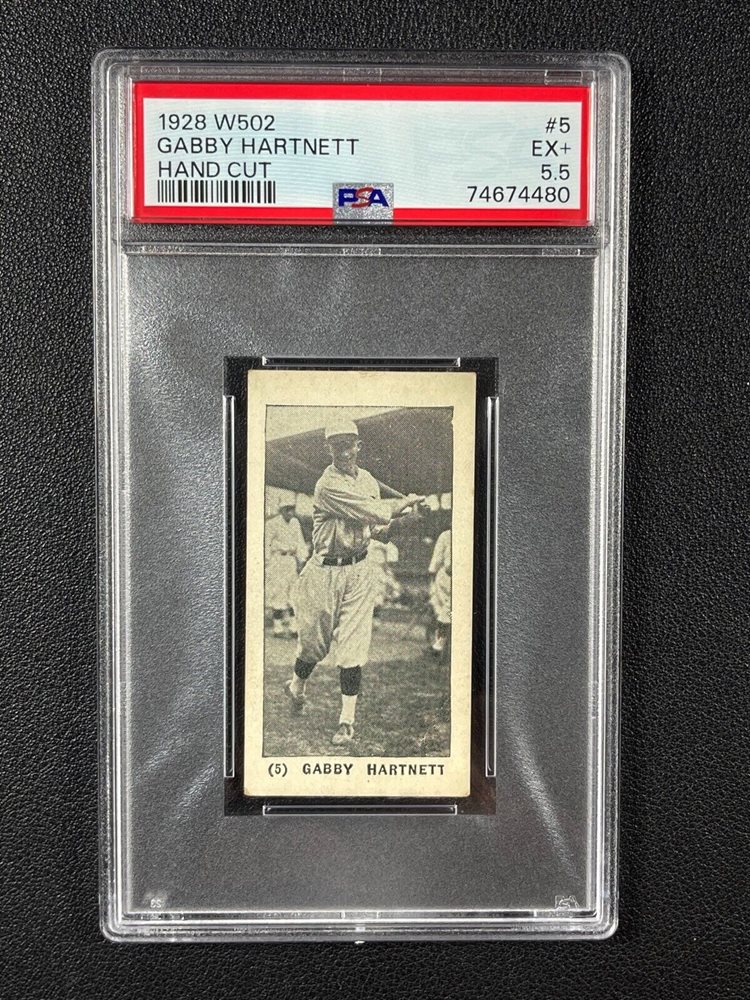 1928 W502 #5
GABBY HARTNETT EX+
HAND CUT 5.5
PSA 74674480
(5) GABBY HARTNETT